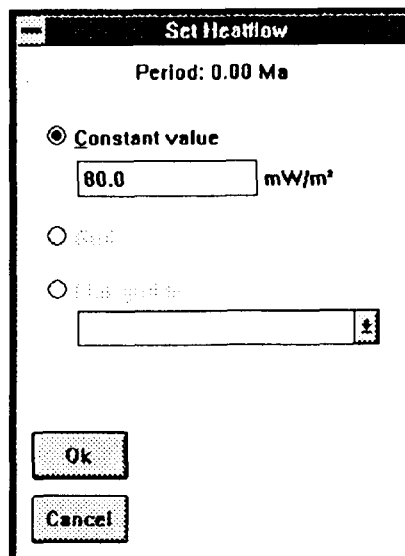 Set Heatflow
Period: 0.00 Ma
Constant value
80.0 mW/m²
Ok
Cancel